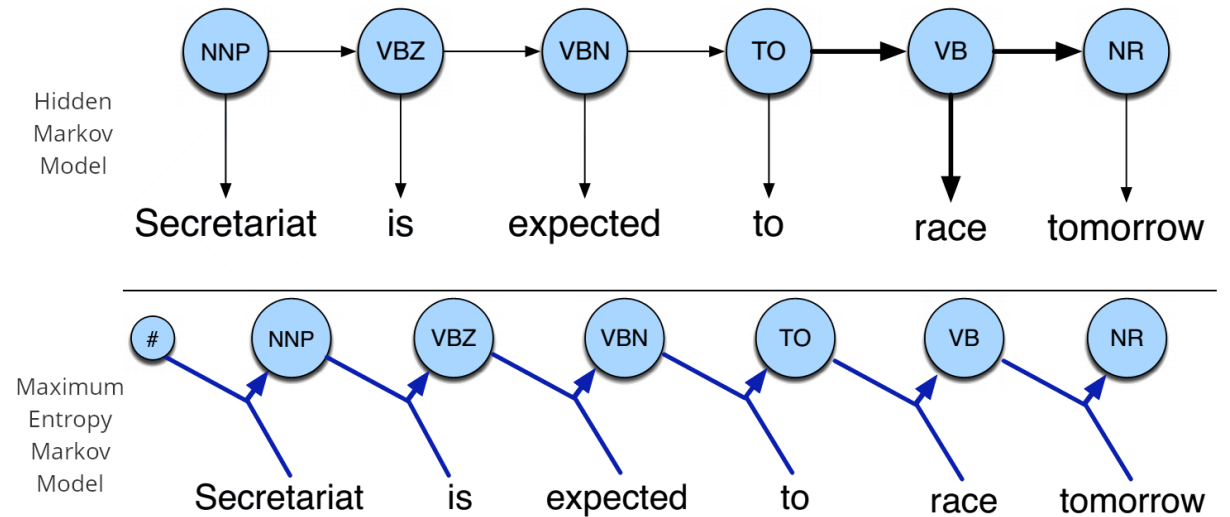 NNP VBZ VBN TO VB NR
Hidden
Markov
Model
Secretariat is expected to race tomorrow
# NNP VBZ VBN TO VB NR
Maximum
Entropy
Markov
Model
Secretariat is expected to race tomorrow